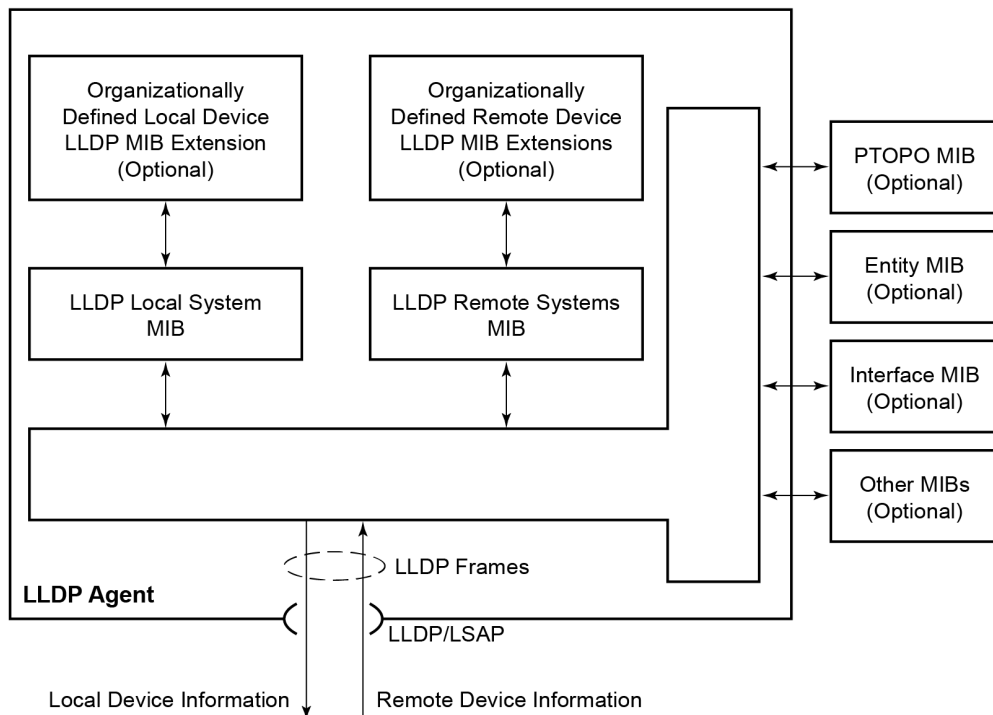 Organizationally
Defined Local Device
LLDP MIB Extension
(Optional)
Organizationally
Defined Remote Device
LLDP MIB Extensions
(Optional)
PTOPO MIB
(Optional)
Entity MIB
(Optional)
LLDP Local System
MIB
LLDP Remote Systems
MIB
Interface MIB
(Optional)
Other MIBs
(Optional)
LLDP Frames
LLDP Agent
LLDP/LSAP
Local Device Information
Remote Device Information